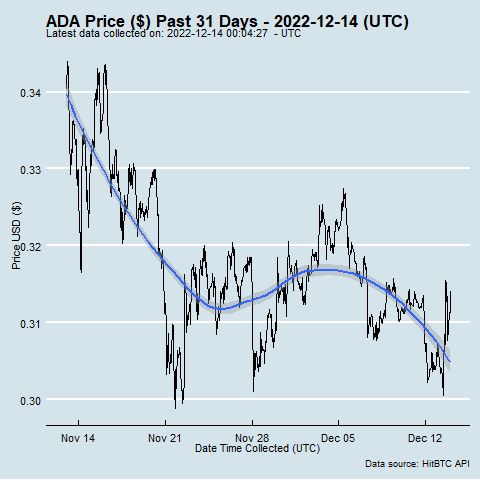 ADA Price ($) Past 31 Days - 2022-12-14 (UTC)
Latest data collected on: 2022-12-14 00:04:27 - UTC
0.34
0.33
0.32
0.31
0.30
Price USD ($)
Nov 14 Nov 21 Nov 28 Dec 05 Dec 12
Date Time Collected (UTC)
Data source: HitBTC API